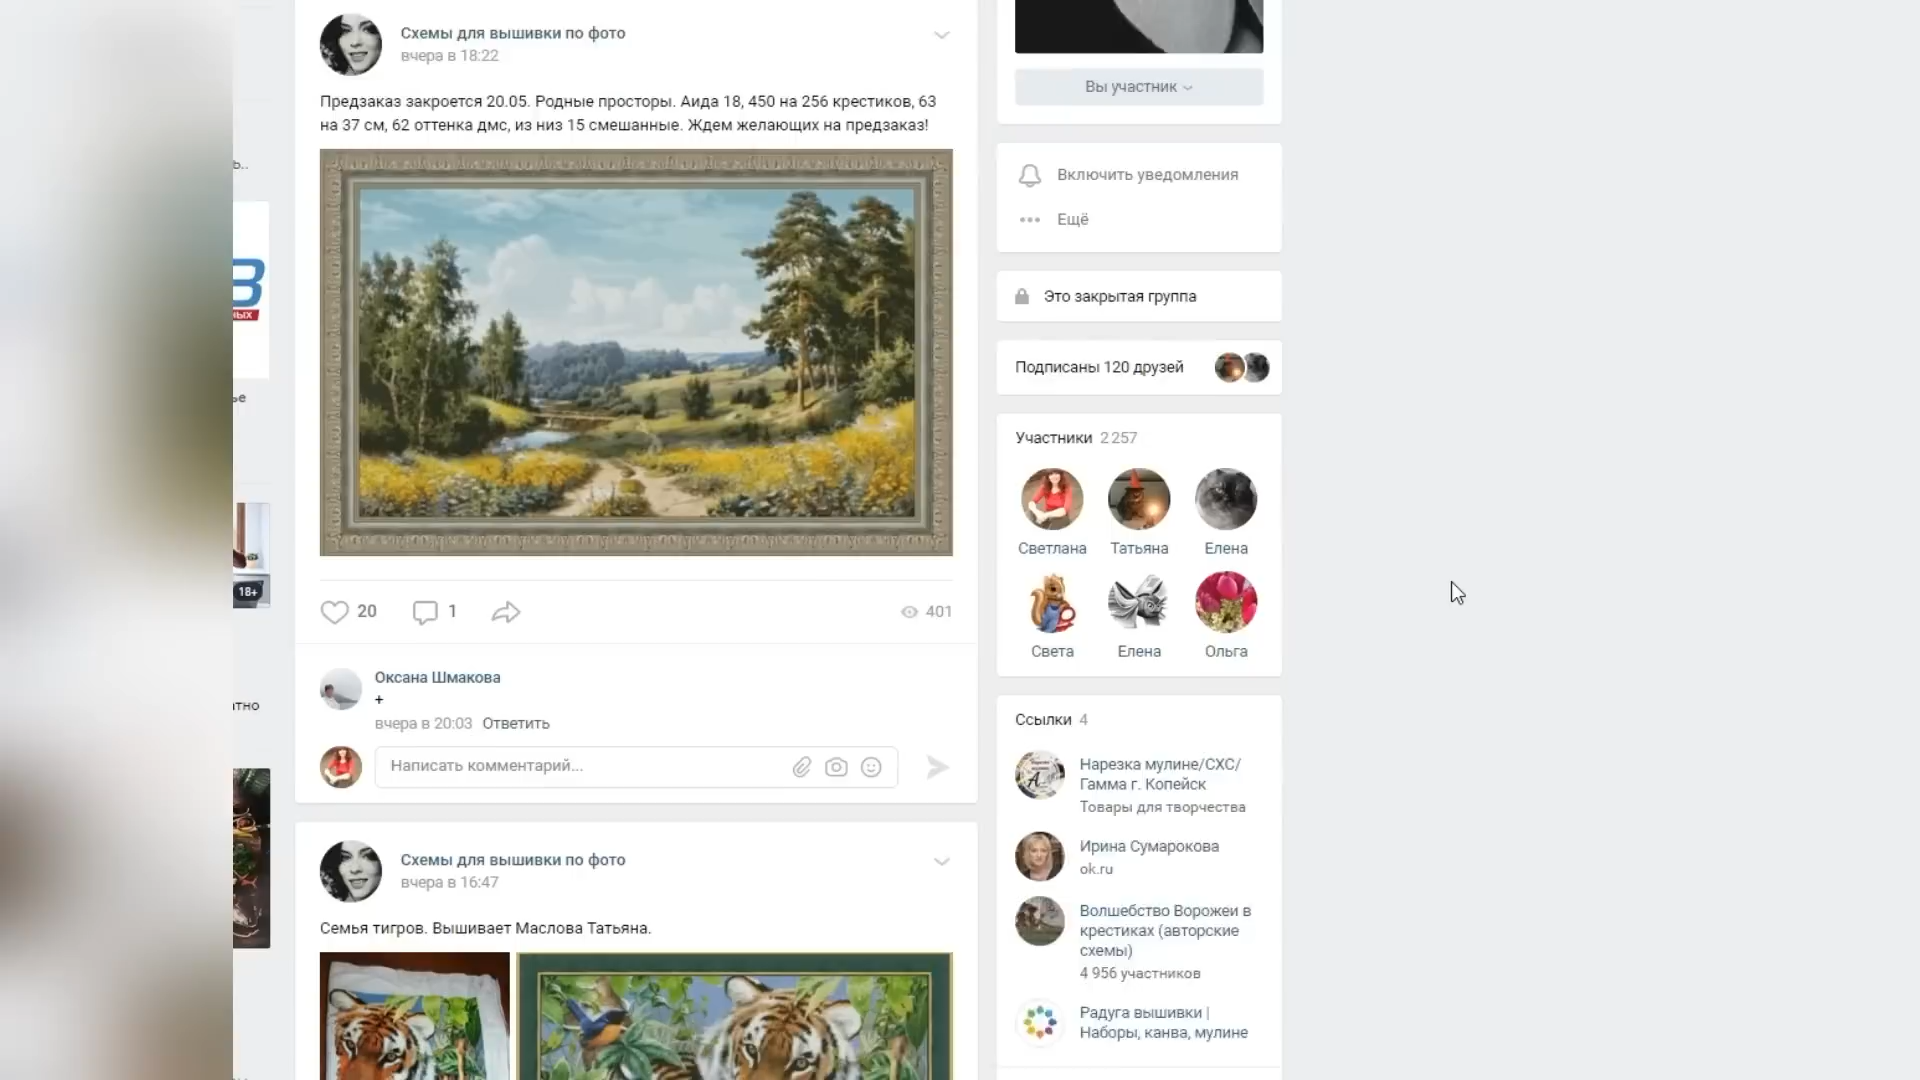 Схемы для вышивки по фото
вчера в 18:22
Предзаказ закроется 20.05. Родные просторы. Аида 18, 450 на 256 крестиков, 63
на 37 см, 62 оттенка дмс, из низ 15 смешанные. Ждем желающих на предзаказ!
20
1
401
Оксана Шмакова
+
вчера в 20:03 Ответить
Написать комментарий...
Схемы для вышивки по фото
вчера в 16:47
Семья тигров. Вышивает Маслова Татьяна.
18+
Вы участник
Включить уведомления
Ещё
Это закрытая группа
Подписаны 120 друзей
Участники 2 257
Светлана
Татьяна
Елена
Света
Елена
Ольга
Ссылки 4
Нарезка мулине/СХС/
Гамма г. Копейск
Товары для творчества
Ирина Сумарокова
ok.ru
Волшебство Ворожеи в
крестиках (авторские
схемы)
4 956 участников
Радуга вышивки |
Наборы, канва, мулине